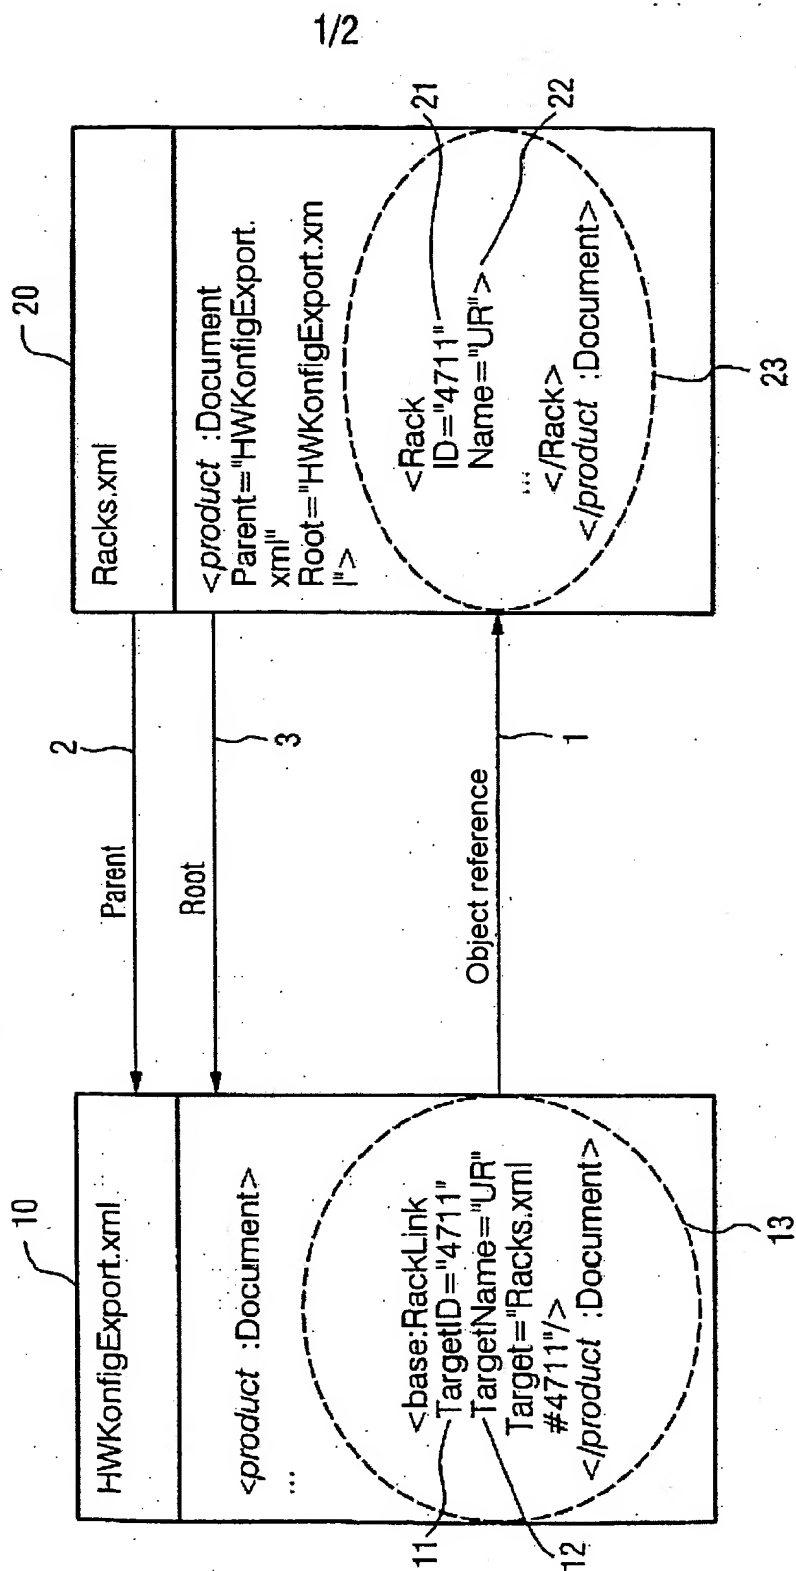 1/2
10
HWKonfigExport.xml
<product :Document>
...
<base:RackLink
TargetID="4711"
TargetName="UR"
Target="Racks.xml
#4711"/>
</product :Document>
11
12
13
Parent
2
Root
3
Object reference
1
20
Racks.xml
<product :Document
Parent="HWKonfigExport.
xml"
Root="HWKonfigExport.xm
l">
<Rack
ID="4711"
Name="UR">
...
</Rack>
</product :Document>
21
22
23